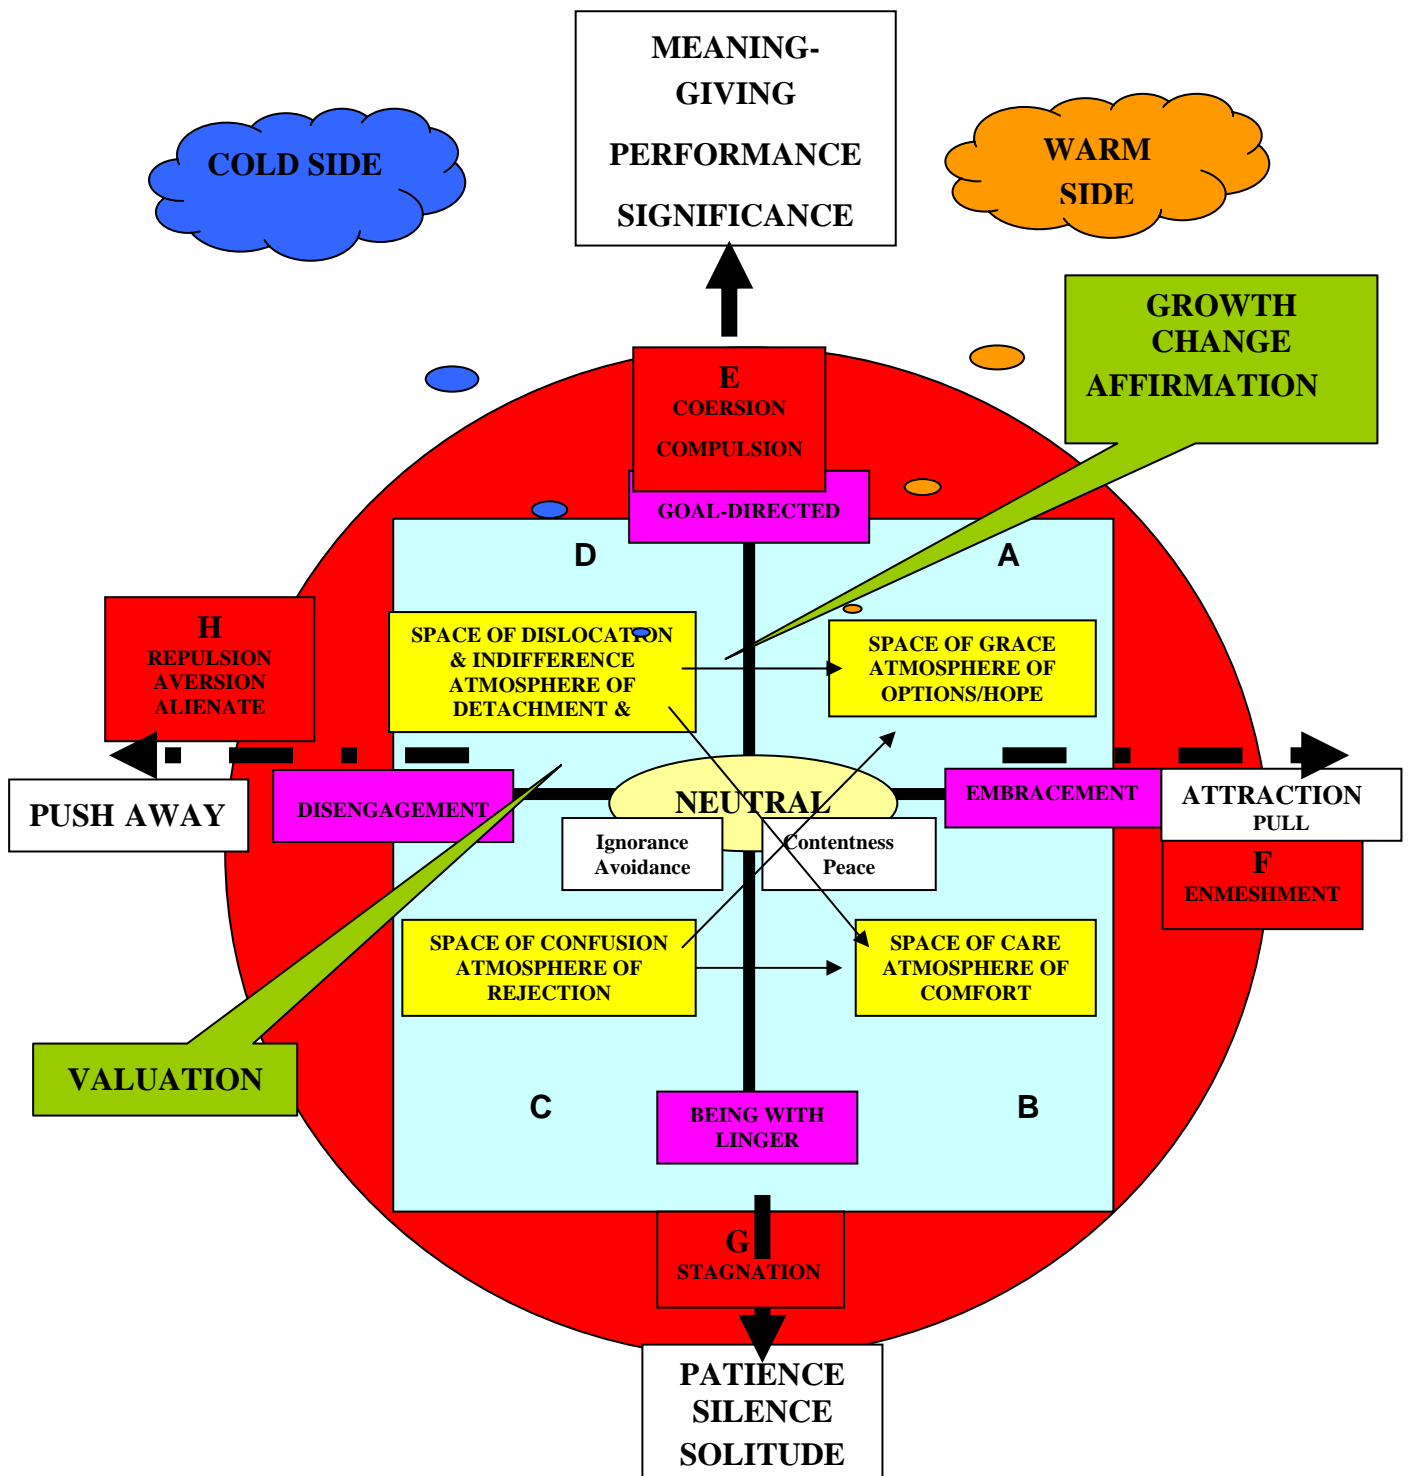 MEANING-
GIVING
PERFORMANCE
SIGNIFICANCE
COLD SIDE
WARM
SIDE
GROWTH
CHANGE
AFFIRMATION
E
COERSION
COMPULSION
GOAL-DIRECTED
D
A
H
REPULSION
AVERSION
ALIENATE
SPACE OF DISLOCATION
& INDIFFERENCE
ATMOSPHERE OF
DETACHMENT &
SPACE OF GRACE
ATMOSPHERE OF
OPTIONS/HOPE
PUSH AWAY
DISENGAGEMENT
NEUTRAL
EMBRACEMENT
ATTRACTION
PULL
Ignorance
Avoidance
Contentness
Peace
F
ENMESHMENT
SPACE OF CONFUSION
ATMOSPHERE OF
REJECTION
SPACE OF CARE
ATMOSPHERE OF
COMFORT
VALUATION
C
B
BEING WITH
LINGER
G
STAGNATION
PATIENCE
SILENCE
SOLITUDE